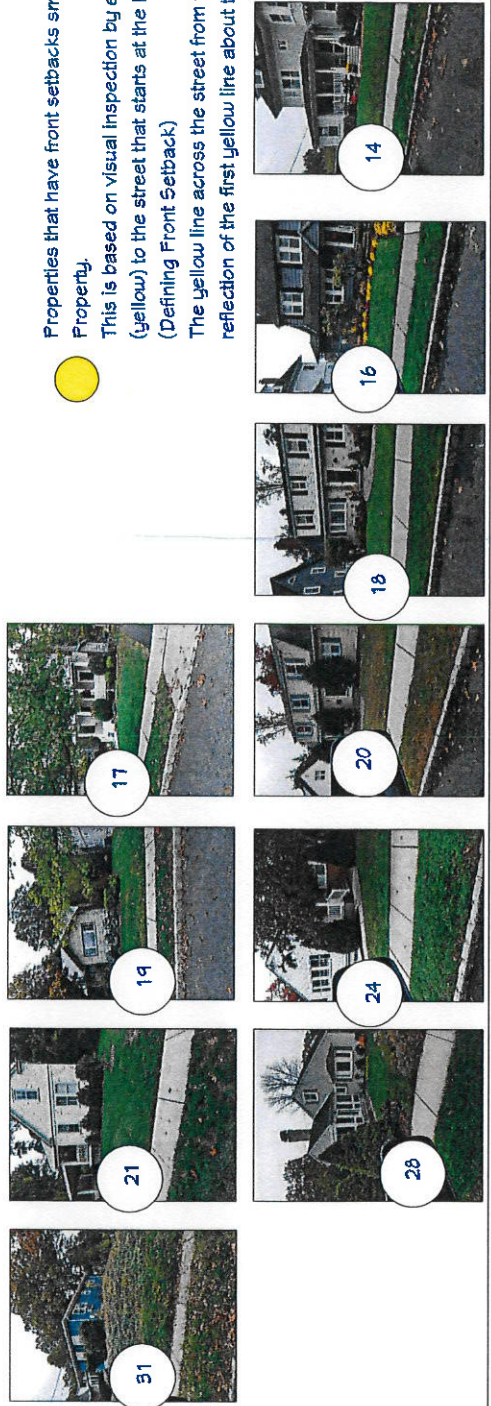 Properties that have front setbacks sm
Property.
This is based on visual inspection by e
(yellow) to the street that starts at the
(Defining Front Setback)
The yellow line across the street from
reflection of the first yellow line about t
31
21
19
17
28
24
20
18
16
14